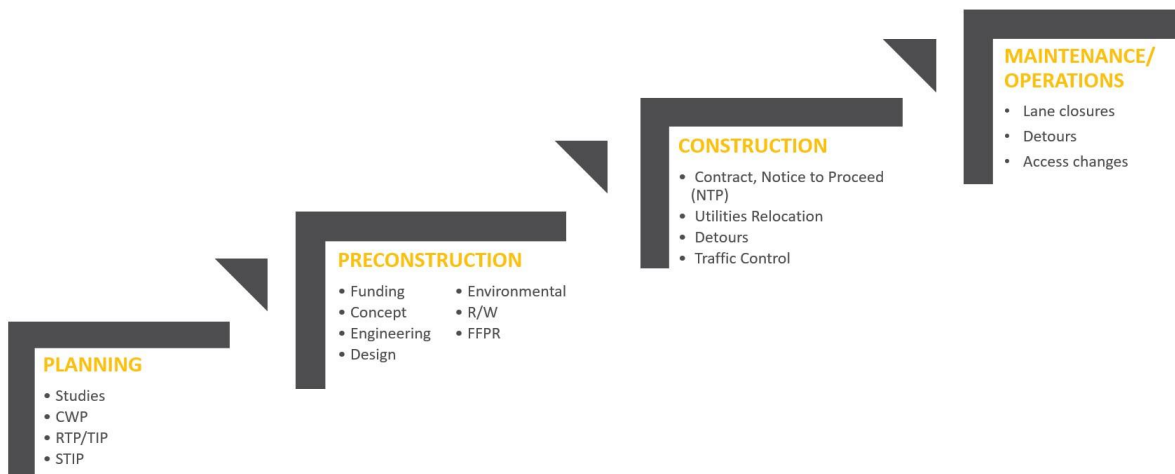 PLANNING
• Studies
• CWP
• RTP/TIP
• STIP
PRECONSTRUCTION
• Funding
• Concept
• Engineering
• Design
• Environmental
• R/W
• FFPR
CONSTRUCTION
• Contract, Notice to Proceed
(NTP)
• Utilities Relocation
• Detours
• Traffic Control
MAINTENANCE/
OPERATIONS
• Lane closures
• Detours
• Access changes